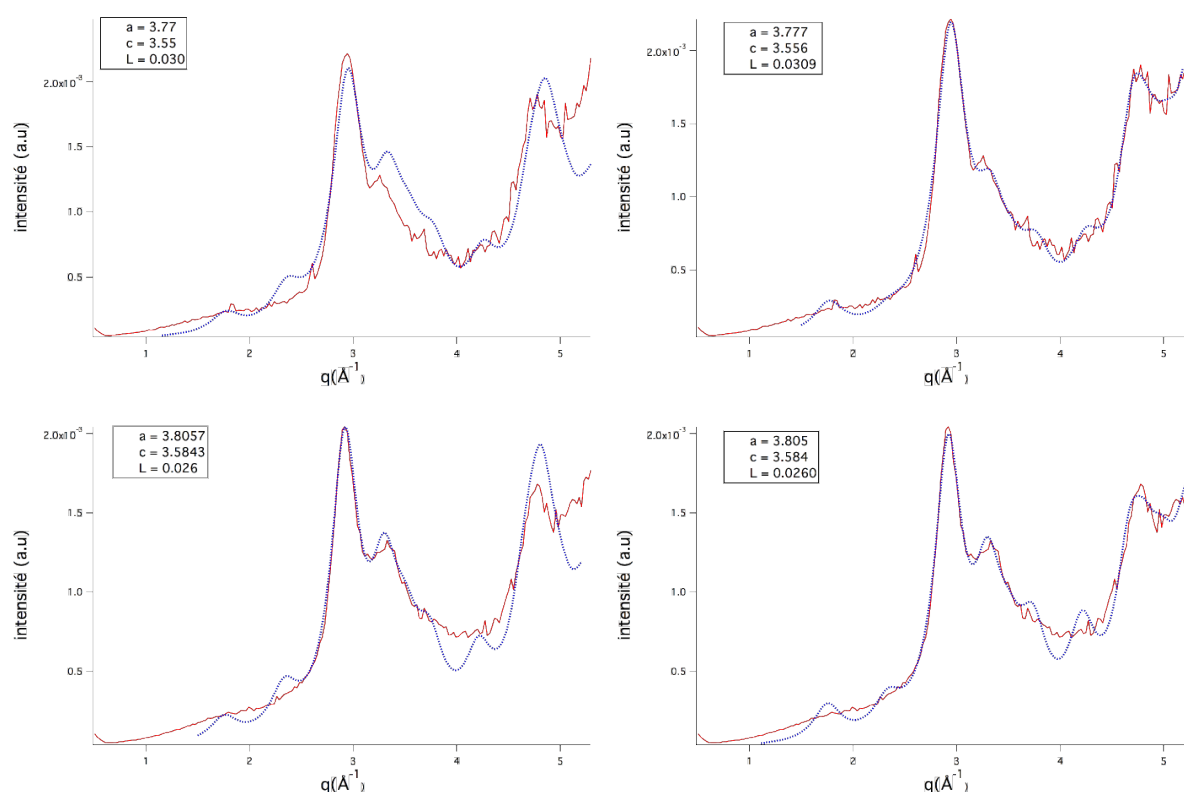 a = 3.77
c = 3.55
L = 0.030
2.0x10⁻³
1.5
1.0
0.5
intensité (a.u)
1 2 3 4 5
q(Å⁻¹)
a = 3.777
c = 3.556
L = 0.0309
2.0x10⁻³
1.5
1.0
0.5
intensité (a.u)
1 2 3 4 5
q(Å⁻¹)
a = 3.8057
c = 3.5843
L = 0.026
2.0x10⁻³
1.5
1.0
0.5
intensité (a.u)
1 2 3 4 5
q(Å⁻¹)
a = 3.805
c = 3.584
L = 0.0260
2.0x10⁻³
1.5
1.0
0.5
intensité (a.u)
1 2 3 4 5
q(Å⁻¹)